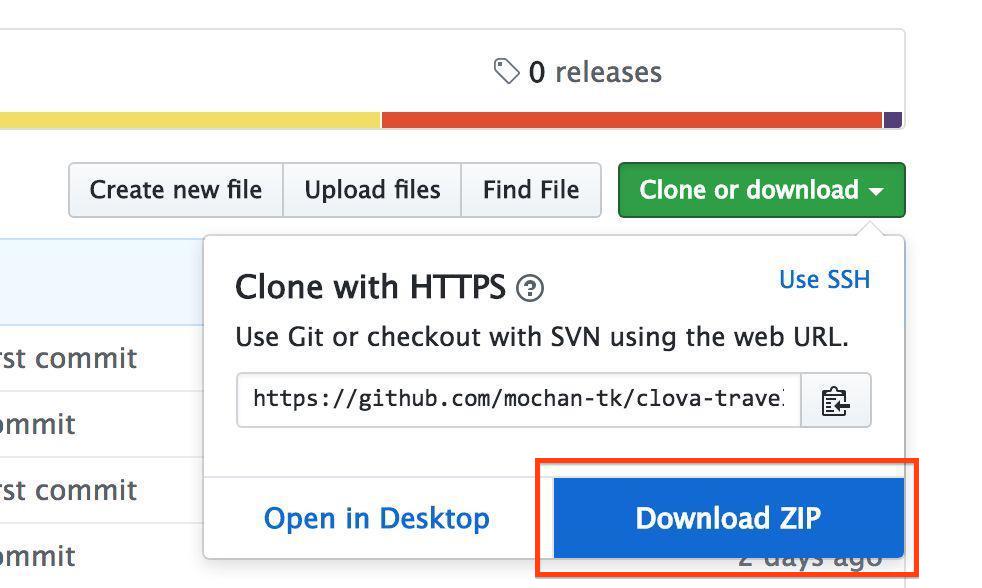 0 releases
Create new file
Upload files
Find File
Clone or download
Clone with HTTPS ?
Use SSH
Use Git or checkout with SVN using the web URL.
https://github.com/mochan-tk/clova-trave
rst commit
ommit
rst commit
ommit
Open in Desktop
Download ZIP
2 days ago